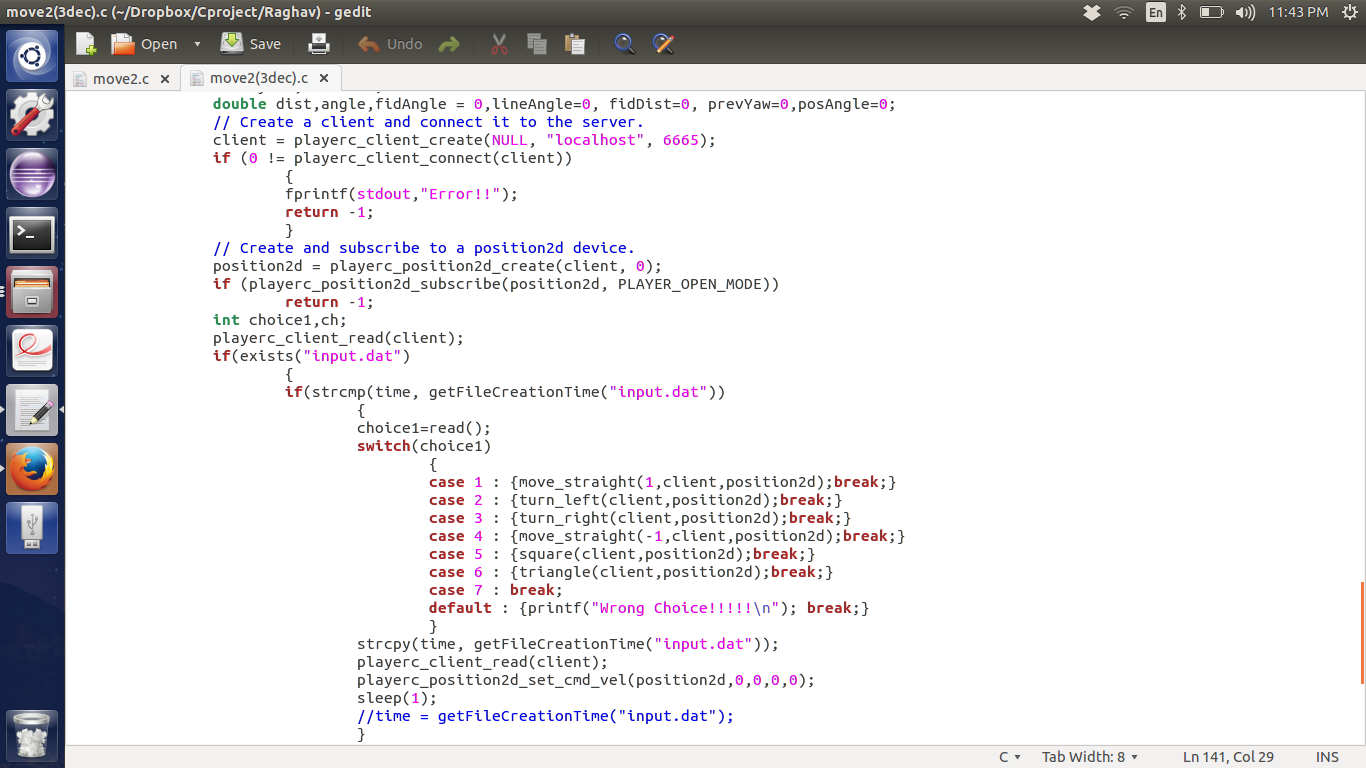 move2(3dec).c (~/Dropbox/Cproject/Raghav) - gedit
En
11:43 PM
Open
Save
Undo
move2.c
move2(3dec).c
double dist,angle,fidAngle = 0,lineAngle=0, fidDist=0, prevYaw=0,posAngle=0;
// Create a client and connect it to the server.
client = playerc_client_create(NULL, "localhost", 6665);
if (0 != playerc_client_connect(client))
{
fprintf(stdout,"Error!!");
return -1;
}
// Create and subscribe to a position2d device.
position2d = playerc_position2d_create(client, 0);
if (playerc_position2d_subscribe(position2d, PLAYER_OPEN_MODE))
return -1;
int choice1,ch;
playerc_client_read(client);
if(exists("input.dat")
{
if(strcmp(time, getFileCreationTime("input.dat"))
{
choice1=read();
switch(choice1)
{
case 1 : {move_straight(1,client,position2d);break;}
case 2 : {turn_left(client,position2d);break;}
case 3 : {turn_right(client,position2d);break;}
case 4 : {move_straight(-1,client,position2d);break;}
case 5 : {square(client,position2d);break;}
case 6 : {triangle(client,position2d);break;}
case 7 : break;
default : {printf("Wrong Choice!!!!!\n"); break;}
}
strcpy(time, getFileCreationTime("input.dat"));
playerc_client_read(client);
playerc_position2d_set_cmd_vel(position2d,0,0,0,0);
sleep(1);
//time = getFileCreationTime("input.dat");
}
C
Tab Width: 8
Ln 141, Col 29
INS